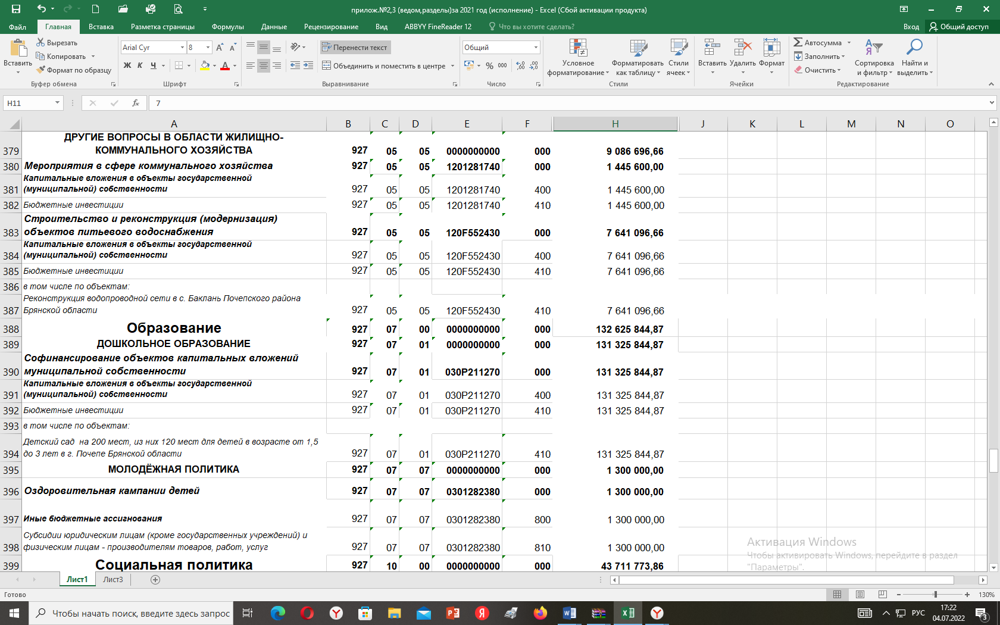 прилож.№2,3 (ведом,разделы)за 2021 год (исполнение) - Excel (Сбой активации продукта)
Файл Главная Вставка Разметка страницы Формулы Данные Рецензирование Вид ABBYY FineReader 12 Что вы хотите сделать? Вход Общий доступ
Вставить
Вырезать
Копировать
Формат по образцу
Буфер обмена
Arial Cyr 8
Ж К Ч
Шрифт
Перенести текст
Объединить и поместить в центре
Выравнивание
Общий
% 000
Число
Условное форматирование
Форматировать как таблицу
Стили ячеек
Стили
Вставить Удалить Формат
Ячейки
Автосумма
Заполнить
Очистить
Сортировка и фильтр
Найти и выделить
Редактирование
H11 fx 7
A B C D E F H J K L M N O
379 ДРУГИЕ ВОПРОСЫ В ОБЛАСТИ ЖИЛИЩНО-
КОММУНАЛЬНОГО ХОЗЯЙСТВА 927 05 05 0000000000 000 9 086 696,66
380 Мероприятия в сфере коммунального хозяйства 927 05 05 1201281740 000 1 445 600,00
Капитальные вложения в объекты государственной
381 (муниципальной) собственности 927 05 05 1201281740 400 1 445 600,00
382 Бюджетные инвестиции 927 05 05 1201281740 410 1 445 600,00
Строительство и реконструкция (модернизация)
383 объектов питьевого водоснабжения 927 05 05 120F552430 000 7 641 096,66
Капитальные вложения в объекты государственной
384 (муниципальной) собственности 927 05 05 120F552430 400 7 641 096,66
385 Бюджетные инвестиции 927 05 05 120F552430 410 7 641 096,66
386 в том числе по объектам:
Реконструкция водопроводной сети в с. Баклань Почепского района
387 Брянской области 927 05 05 120F552430 410 7 641 096,66
388 Образование 927 07 00 0000000000 000 132 625 844,87
389 ДОШКОЛЬНОЕ ОБРАЗОВАНИЕ 927 07 01 0000000000 000 131 325 844,87
Софинансирование объектов капитальных вложений
390 муниципальной собственности 927 07 01 030P211270 000 131 325 844,87
Капитальные вложения в объекты государственной
391 (муниципальной) собственности 927 07 01 030P211270 400 131 325 844,87
392 Бюджетные инвестиции 927 07 01 030P211270 410 131 325 844,87
393 в том числе по объектам:
Детский сад на 200 мест, из них 120 мест для детей в возрасте от 1,5
394 до 3 лет в г. Почепе Брянской области 927 07 01 030P211270 410 131 325 844,87
395 МОЛОДЁЖНАЯ ПОЛИТИКА 927 07 07 0000000000 000 1 300 000,00
396 Оздоровительная кампании детей 927 07 07 0301282380 000 1 300 000,00
397 Иные бюджетные ассигнования 927 07 07 0301282380 800 1 300 000,00
Субсидии юридическим лицам (кроме государственных учреждений) и
398 физическим лицам - производителям товаров, работ, услуг 927 07 07 0301282380 810 1 300 000,00
399 Социальная политика 927 10 00 0000000000 000 43 711 773,86
Активация Windows
Чтобы активировать Windows, перейдите в раздел
"Параметры".
Лист1 Лист3
Готово 130%
Чтобы начать поиск, введите здесь запрос
РУС 17:22
04.07.2022 3